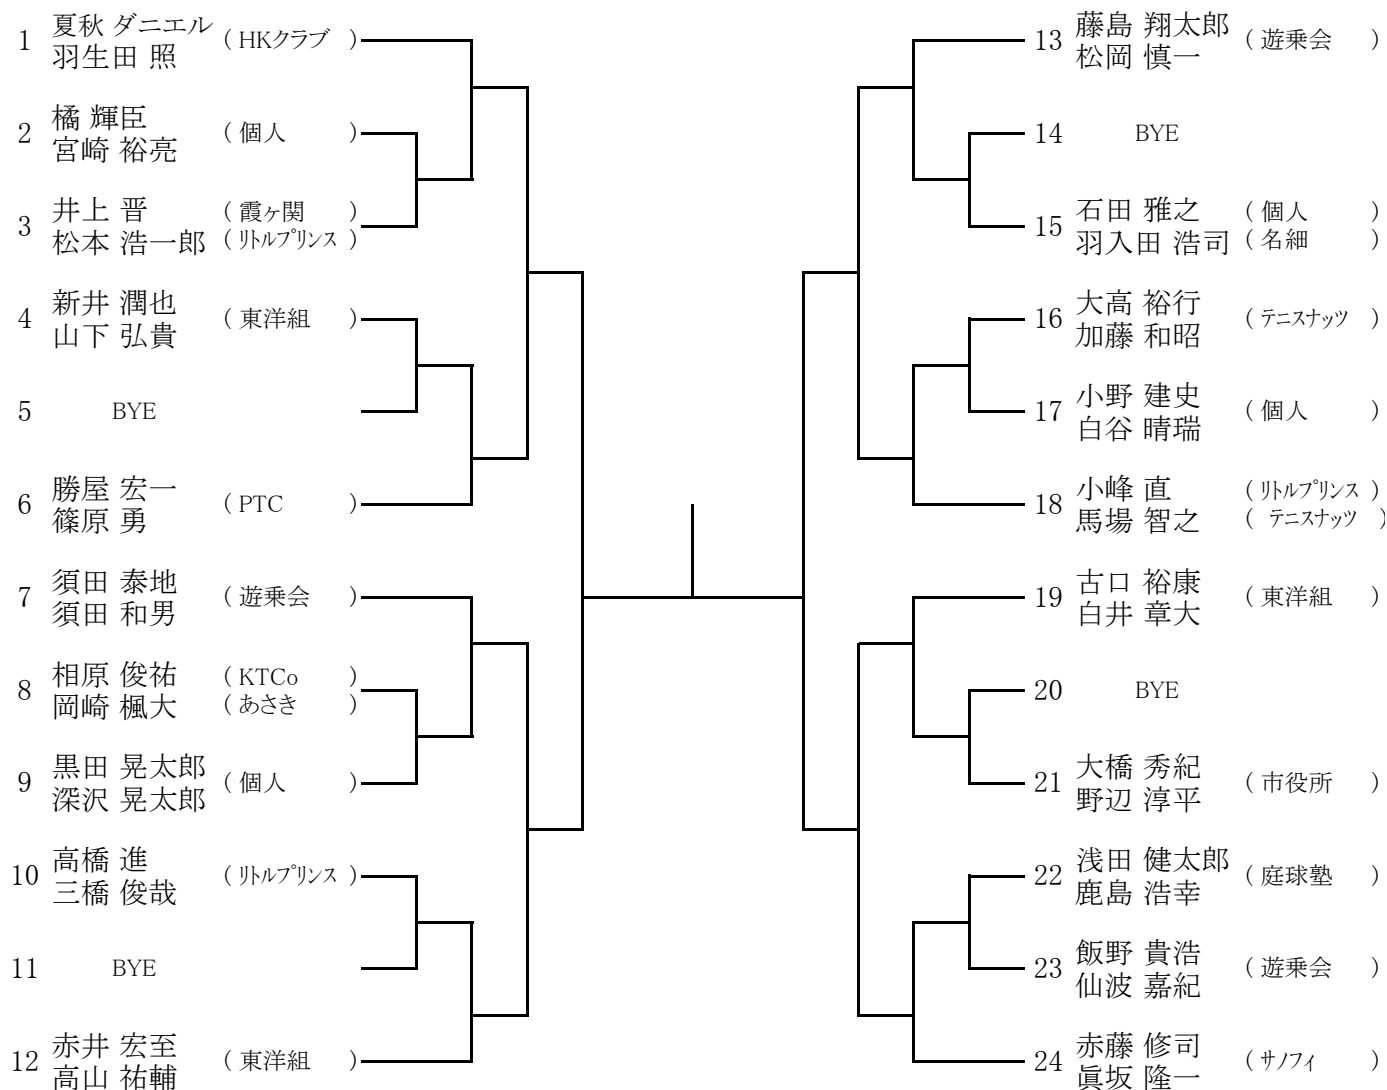 1 夏秋 ダニエル ( HKクラブ )
羽生田 照
2 橘 輝臣 ( 個人 )
宮崎 裕亮
3 井上 晋 ( 霞ヶ関 )
松本 浩一郎 ( リトルプリンス )
4 新井 潤也 ( 東洋組 )
山下 弘貴
5 BYE
6 勝屋 宏一 ( PTC )
篠原 勇
7 須田 泰地 ( 遊乗会 )
須田 和男
8 相原 俊祐 ( KTCo )
岡崎 楓大 ( あさき )
9 黒田 晃太郎 ( 個人 )
深沢 晃太郎
10 高橋 進 ( リトルプリンス )
三橋 俊哉
11 BYE
12 赤井 宏至 ( 東洋組 )
高山 祐輔
13 藤島 翔太郎 ( 遊乗会 )
松岡 慎一
14 BYE
15 石田 雅之 ( 個人 )
羽入田 浩司 ( 名細 )
16 大高 裕行 ( テニスナッツ )
加藤 和昭
17 小野 建史 ( 個人 )
白谷 晴瑞
18 小峰 直 ( リトルプリンス )
馬場 智之 ( テニスナッツ )
19 古口 裕康 ( 東洋組 )
白井 章大
20 BYE
21 大橋 秀紀 ( 市役所 )
野辺 淳平
22 浅田 健太郎 ( 庭球塾 )
鹿島 浩幸
23 飯野 貴浩 ( 遊乗会 )
仙波 嘉紀
24 赤藤 修司 ( サノフィ )
眞坂 隆一